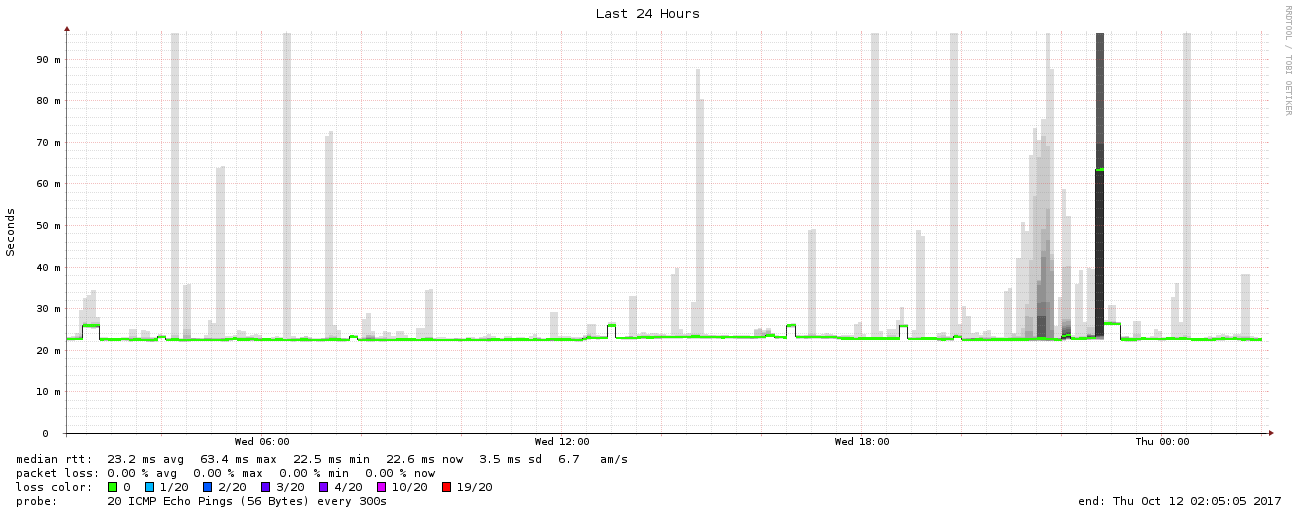 Last 24 Hours
RRDTOOL / TOBI OETIKER
Seconds
90 m
80 m
70 m
60 m
50 m
40 m
30 m
20 m
10 m
0
Wed 06:00 Wed 12:00 Wed 18:00 Thu 00:00
median rtt: 23.2 ms avg 63.4 ms max 22.5 ms min 22.6 ms now 3.5 ms sd 6.7 am/s
packet loss: 0.00 % avg 0.00 % max 0.00 % min 0.00 % now
loss color: 0 1/20 2/20 3/20 4/20 10/20 19/20
probe: 20 ICMP Echo Pings (56 Bytes) every 300s end: Thu Oct 12 02:05:05 2017